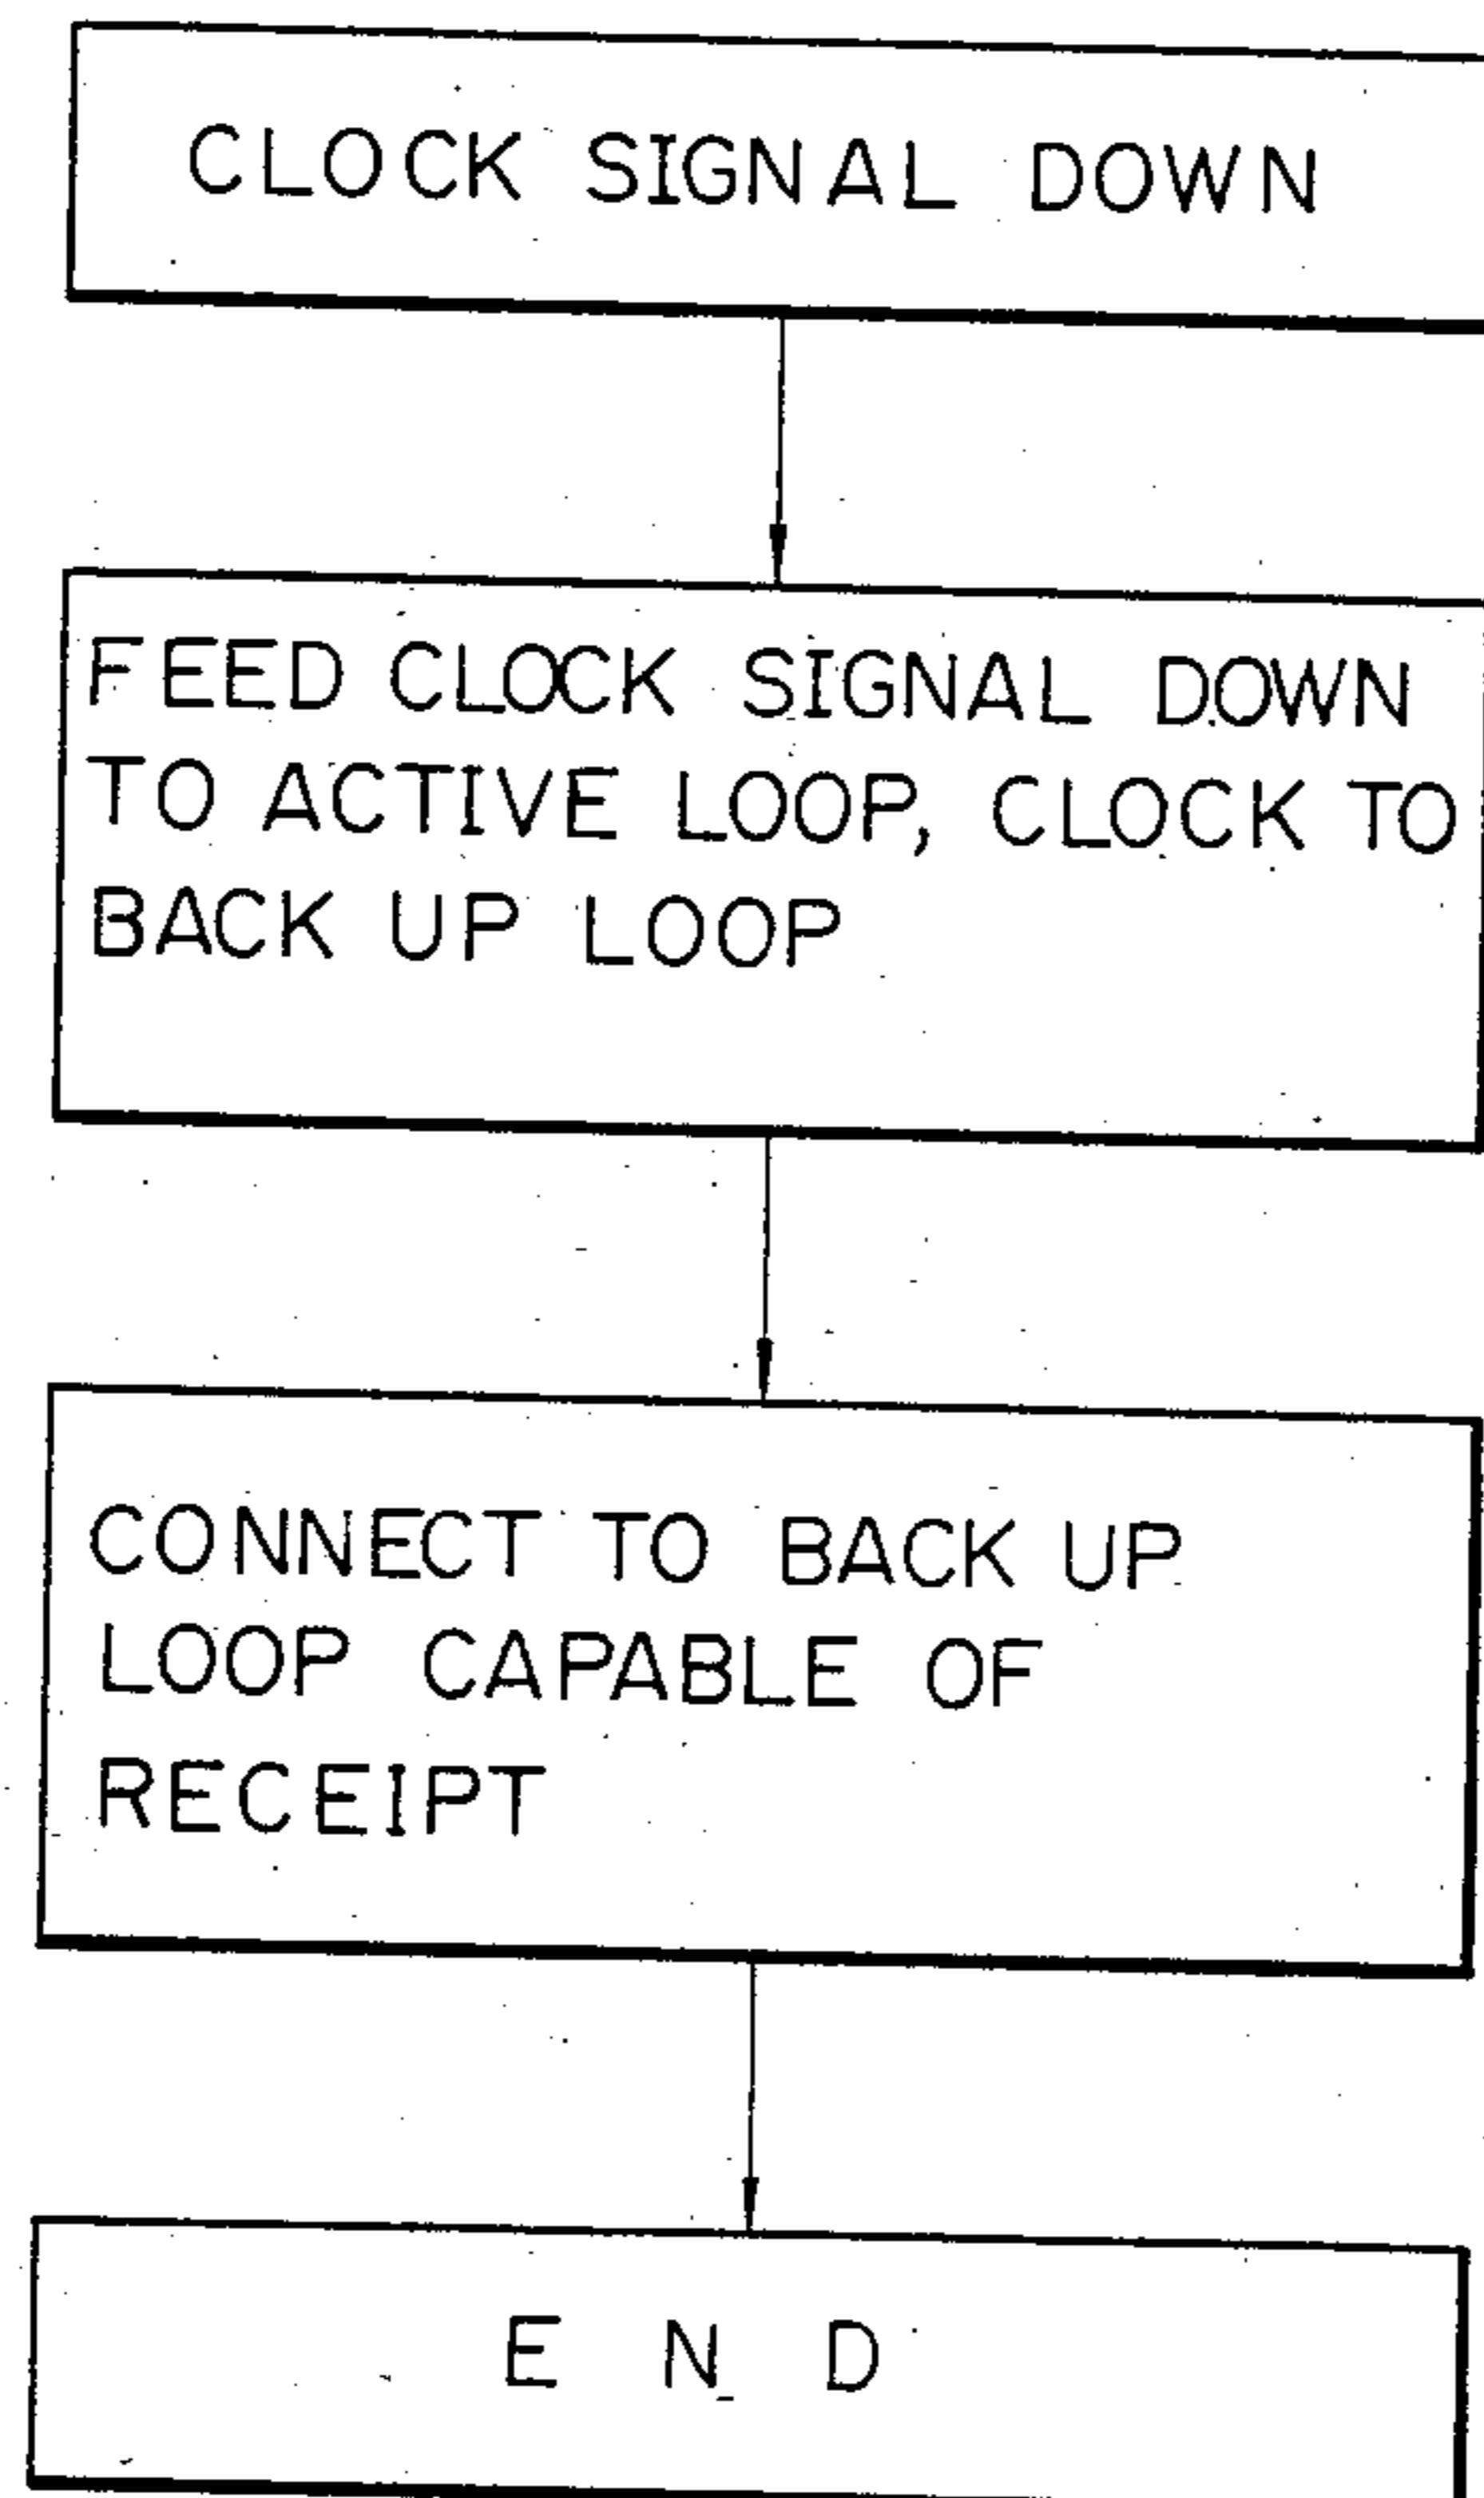 CLOCK SIGNAL DOWN
FEED CLOCK SIGNAL DOWN
TO ACTIVE LOOP, CLOCK TO
BACK UP LOOP
CONNECT TO BACK UP
LOOP CAPABLE OF
RECEIPT
E N D